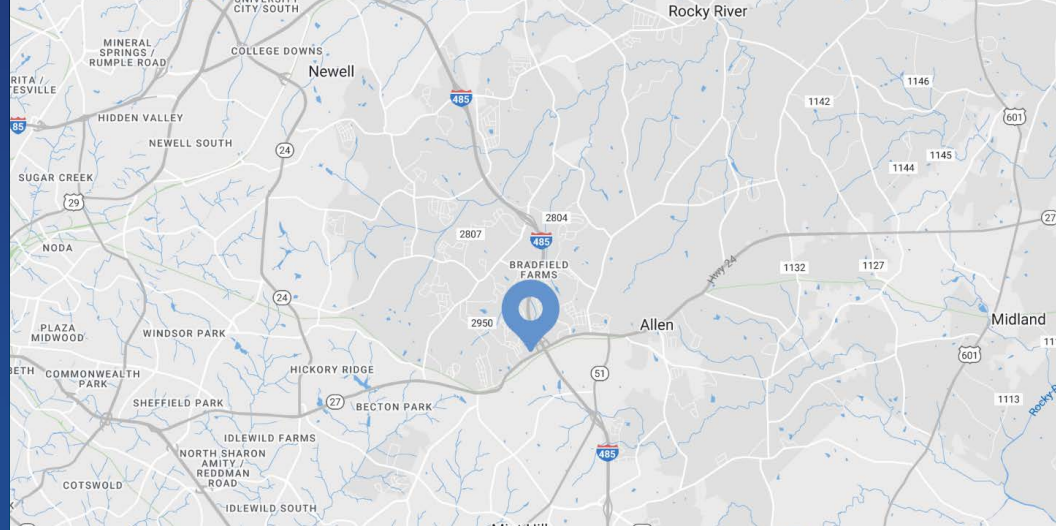 UNIVERSITY
CITY SOUTH
Rocky River
MINERAL
SPRINGS /
RUMPLE ROAD
COLLEGE DOWNS
Newell
485
1146
1142
601
85
HIDDEN VALLEY
NEWELL SOUTH
24
1145
1144
SUGAR CREEK
29
2804
27
2807
485
NODA
BRADFIELD
FARMS
Hwy 24
1132
1127
24
2950
Allen
Midland
PLAZA
MIDWOOD
WINDSOR PARK
601
HICKORY RIDGE
COMMONWEALTH
PARK
51
27
BECTON PARK
SHEFFIELD PARK
1113
IDLEWILD FARMS
NORTH SHARON
AMITY /
REDDMAN
ROAD
485
COTSWOLD
IDLEWILD SOUTH